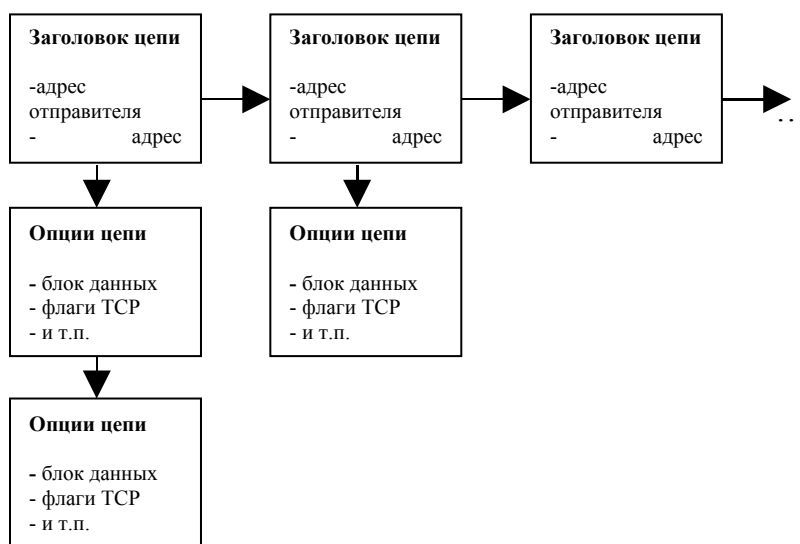 Заголовок цепи
-адрес
отправителя
- адрес
Заголовок цепи
-адрес
отправителя
- адрес
Заголовок цепи
-адрес
отправителя
- адрес
. .
Опции цепи
- блок данных
- флаги TCP
- и т.п.
Опции цепи
- блок данных
- флаги TCP
- и т.п.
Опции цепи
- блок данных
- флаги TCP
- и т.п.